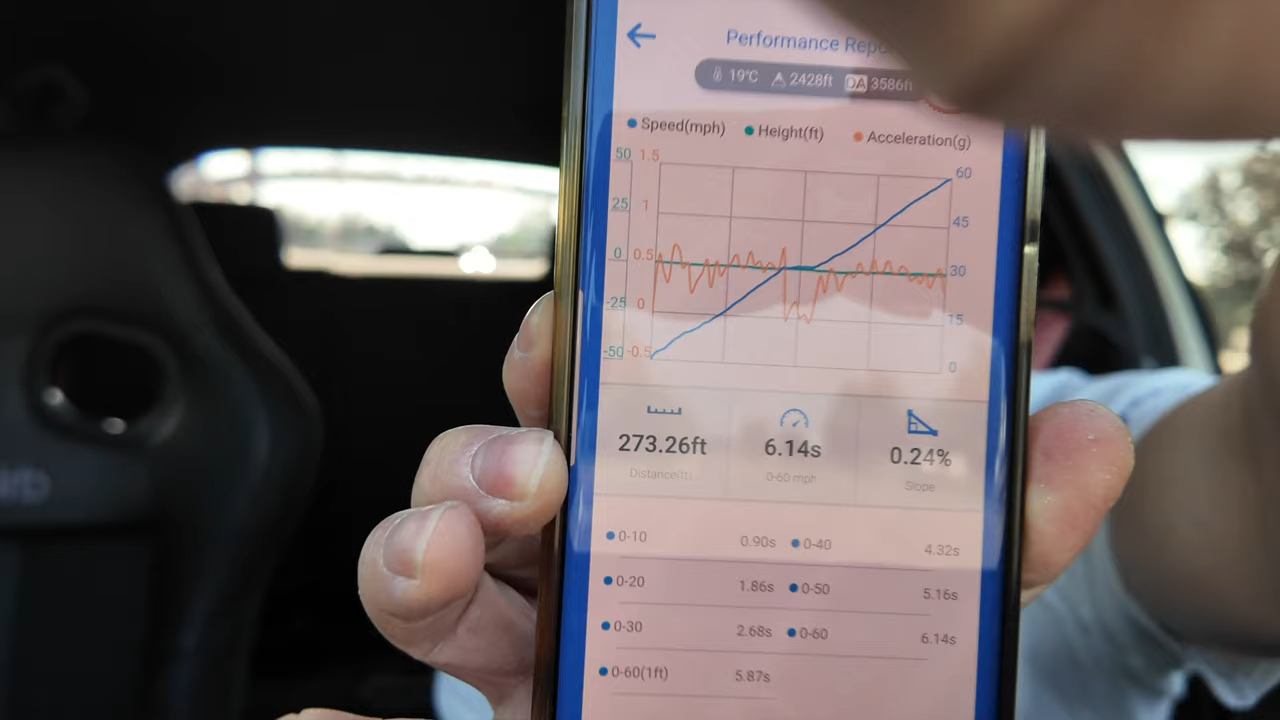 Performance
19°C 2428ft DA 3586ft
Speed(mph) Height(ft) Acceleration(g)
50 1.5 60
25 1 45
0 0.5 30
-25 0 15
-50 -0.5 0
273.26ft 6.14s 0.24%
Distance(ft) 0-60 mph Slope
0-10 0.90s 0-40 4.32s
0-20 1.86s 0-50 5.16s
0-30 2.68s 0-60 6.14s
0-60(1ft) 5.87s